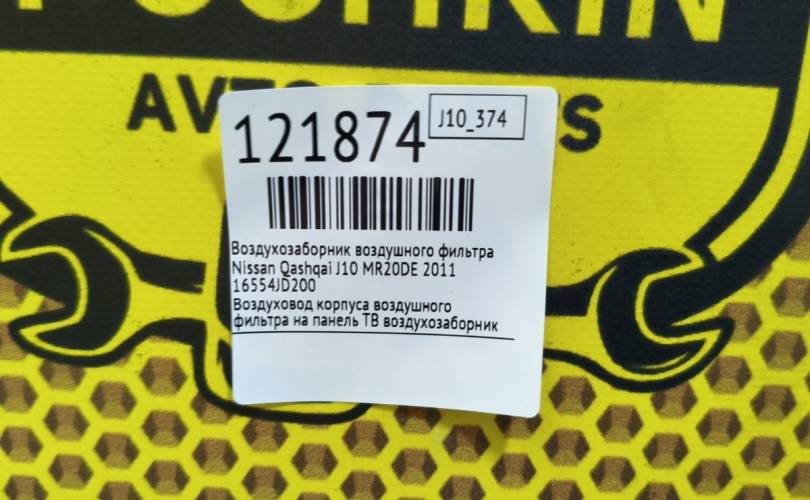 PUSHKIN
121874
J10_374
Воздухозаборник воздушного фильтра
Nissan Qashqai J10 MR20DE 2011
16554JD200
Воздуховод корпуса воздушного
фильтра на панель ТВ воздухозаборник